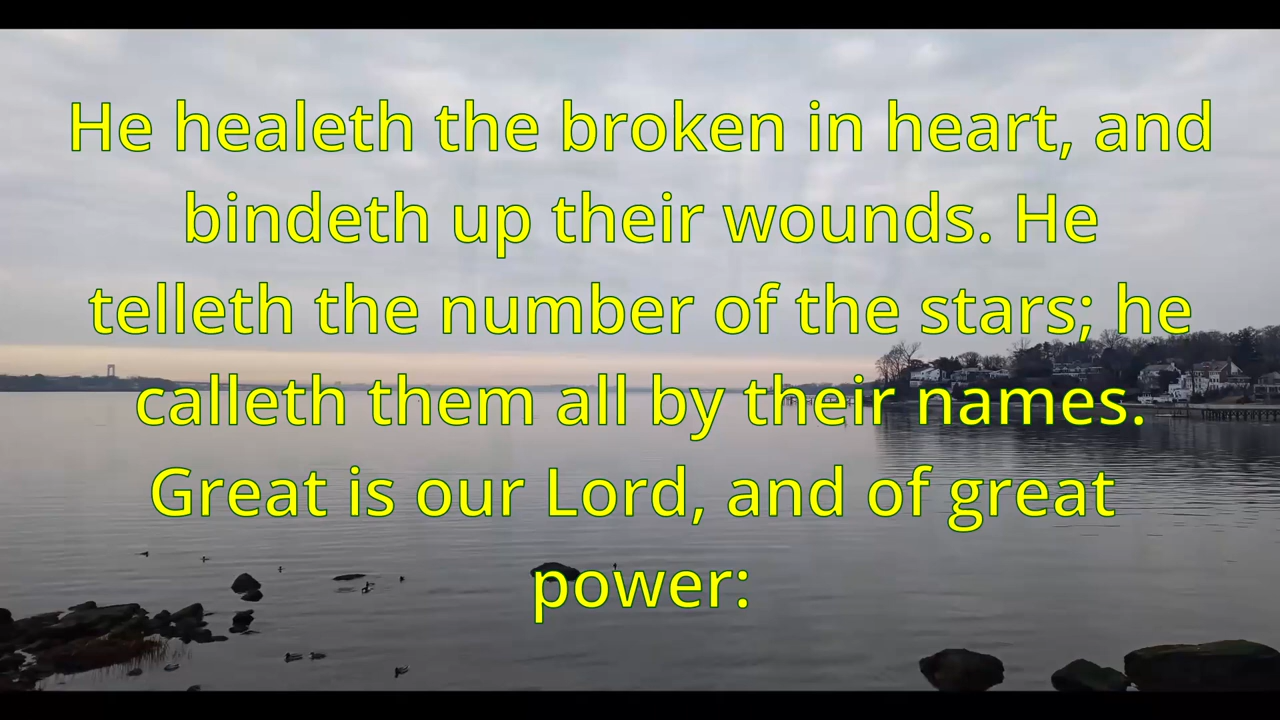 He healeth the broken in heart, and
bindeth up their wounds. He
telleth the number of the stars; he
calleth them all by their names.
Great is our Lord, and of great
power: